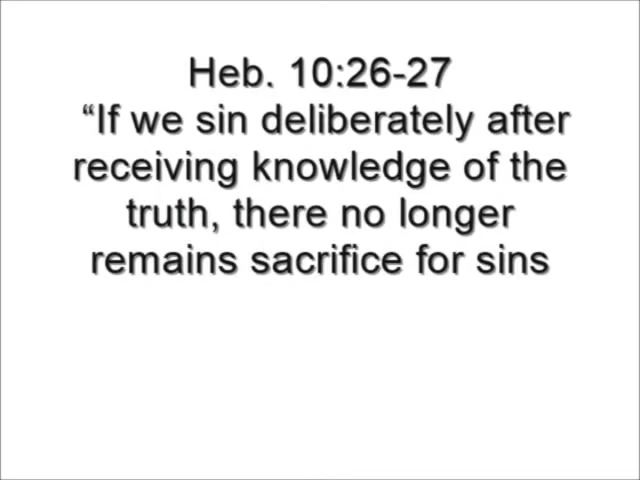 Heb. 10:26-27
“If we sin deliberately after
receiving knowledge of the
truth, there no longer
remains sacrifice for sins